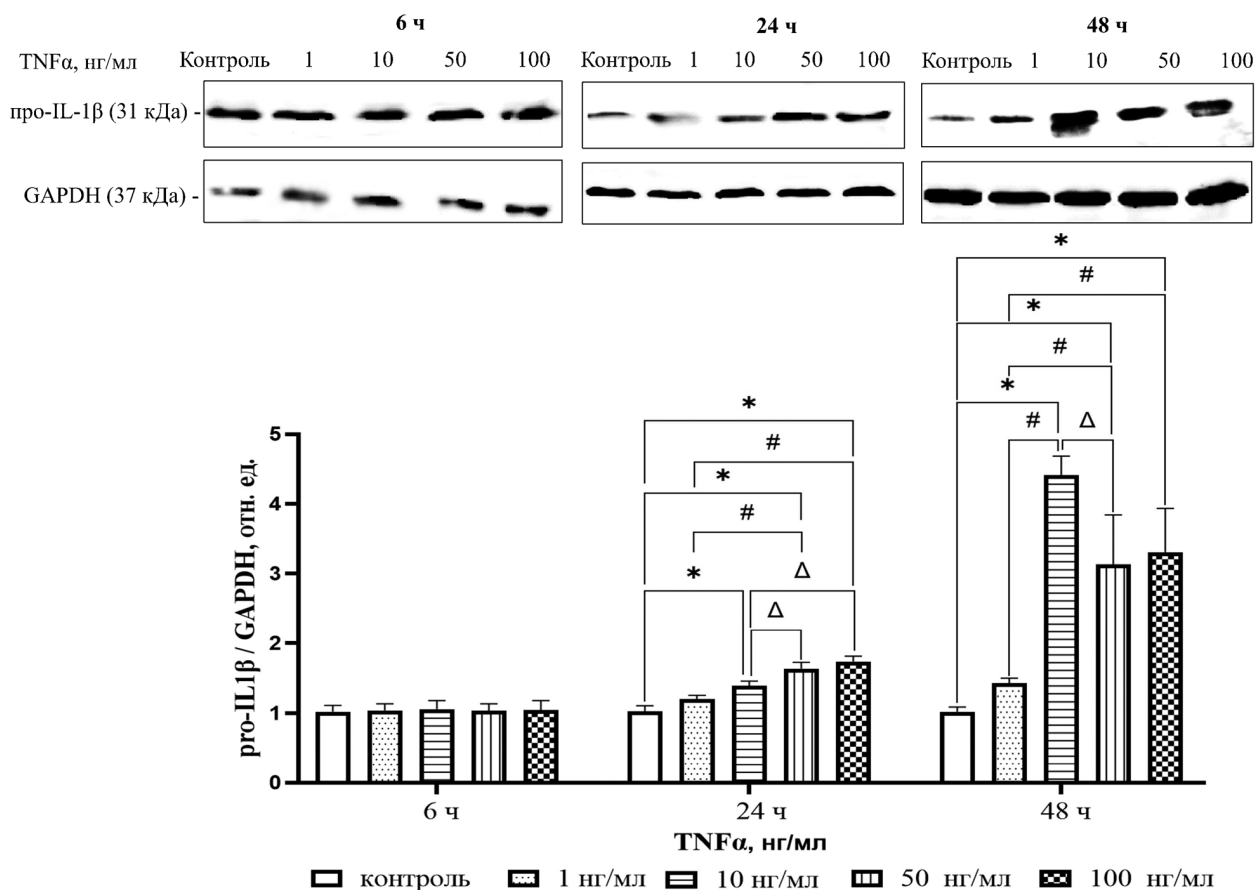 6 ч 24 ч 48 ч
TNFα, нг/мл Контроль 1 10 50 100 Контроль 1 10 50 100 Контроль 1 10 50 100
про-IL-1β (31 кДа) -
GAPDH (37 кДа) -
*
#
*
#
* *
# # Δ
*
#
* Δ
Δ
pro-IL1β / GAPDH, отн. ед.
5
4
3
2
1
0
6 ч 24 ч 48 ч
TNFα, нг/мл
контроль 1 нг/мл 10 нг/мл 50 нг/мл 100 нг/мл